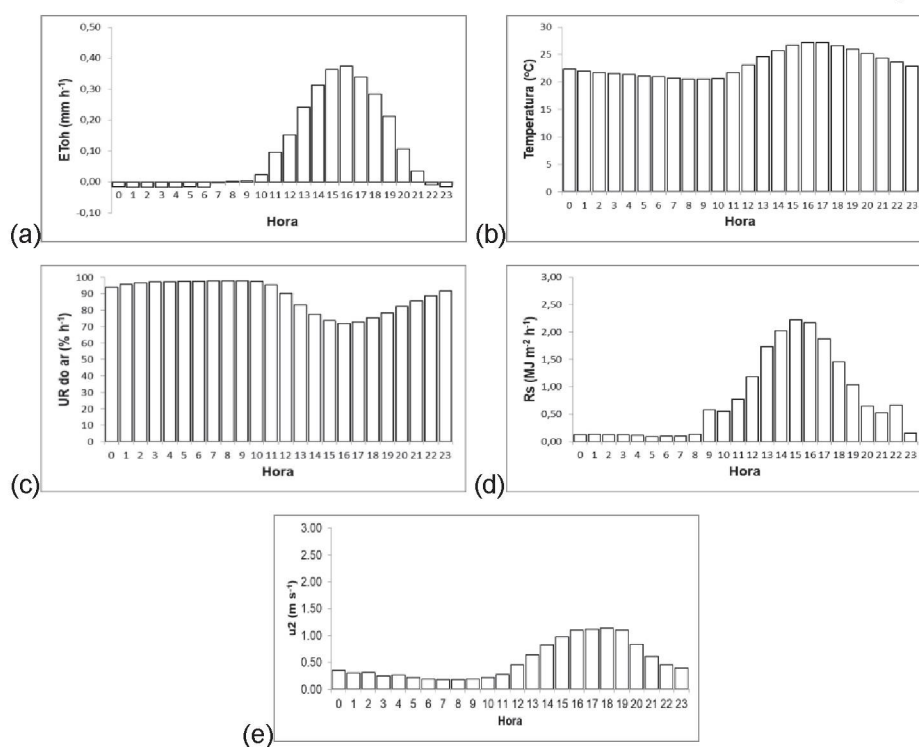 0,50
0,40
0,30
0,20
0,10
0,00
-0,10
EToh (mm h⁻¹)
0 1 2 3 4 5 6 7 8 9 10 11 12 13 14 15 16 17 18 19 20 21 22 23
Hora
(a)
30
25
20
15
10
5
0
Temperatura (°C)
0 1 2 3 4 5 6 7 8 9 10 11 12 13 14 15 16 17 18 19 20 21 22 23
Hora
(b)
100
90
80
70
60
50
40
30
20
10
0
UR do ar (% h⁻¹)
0 1 2 3 4 5 6 7 8 9 10 11 12 13 14 15 16 17 18 19 20 21 22 23
Hora
(c)
3,00
2,50
2,00
1,50
1,00
0,50
0,00
Rs (MJ m⁻² h⁻¹)
0 1 2 3 4 5 6 7 8 9 10 11 12 13 14 15 16 17 18 19 20 21 22 23
Hora
(d)
3.00
2.50
2.00
1.50
1.00
0.50
0.00
u2 (m s⁻¹)
0 1 2 3 4 5 6 7 8 9 10 11 12 13 14 15 16 17 18 19 20 21 22 23
Hora
(e)